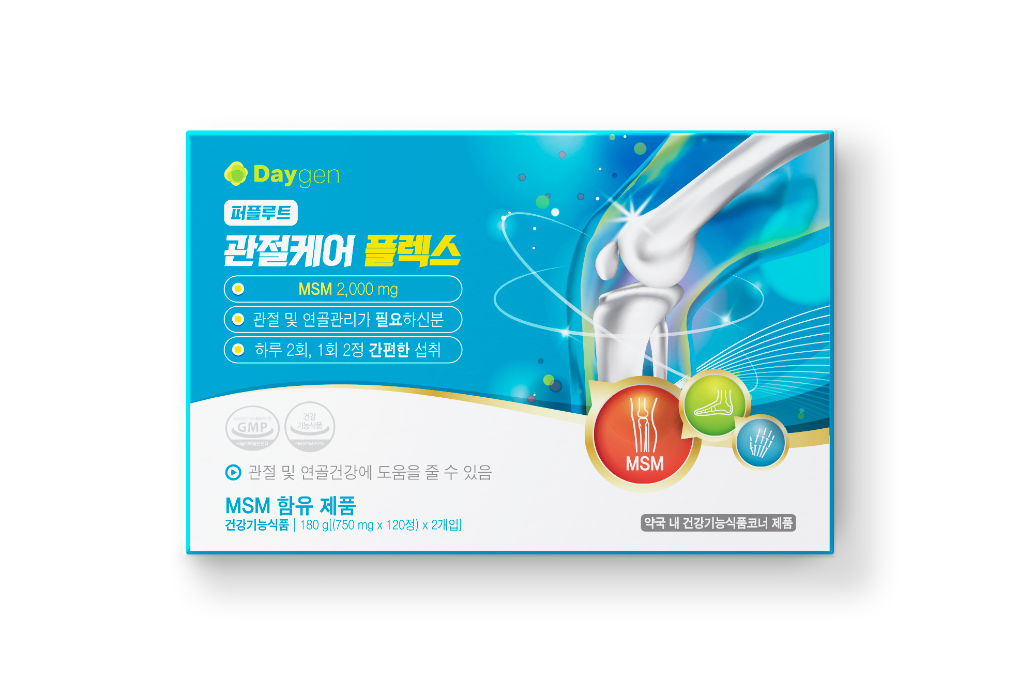 Daygen
퍼플루트
관절케어 플렉스
MSM 2,000 mg
관절 및 연골관리가 필요하신분
하루 2회, 1회 2정 간편한 섭취
GMP
건강
기능식품
관절 및 연골건강에 도움을 줄 수 있음
MSM
MSM 함유 제품
건강기능식품 | 180 g[(750 mg x 120정) x 2개입]
약국 내 건강기능식품코너 제품